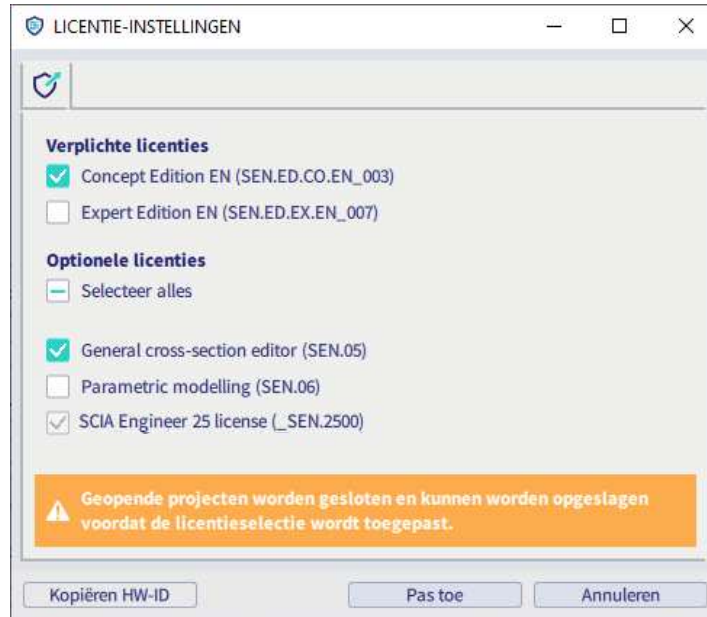 LICENTIE-INSTELLINGEN
Verplichte licenties
Concept Edition EN (SEN.ED.CO.EN_003)
Expert Edition EN (SEN.ED.EX.EN_007)
Optionele licenties
Selecteer alles
General cross-section editor (SEN.05)
Parametric modelling (SEN.06)
SCIA Engineer 25 license (_SEN.2500)
Geopende projecten worden gesloten en kunnen worden opgeslagen
voordat de licentieselectie wordt toegepast.
Kopiëren HW-ID
Pas toe
Annuleren